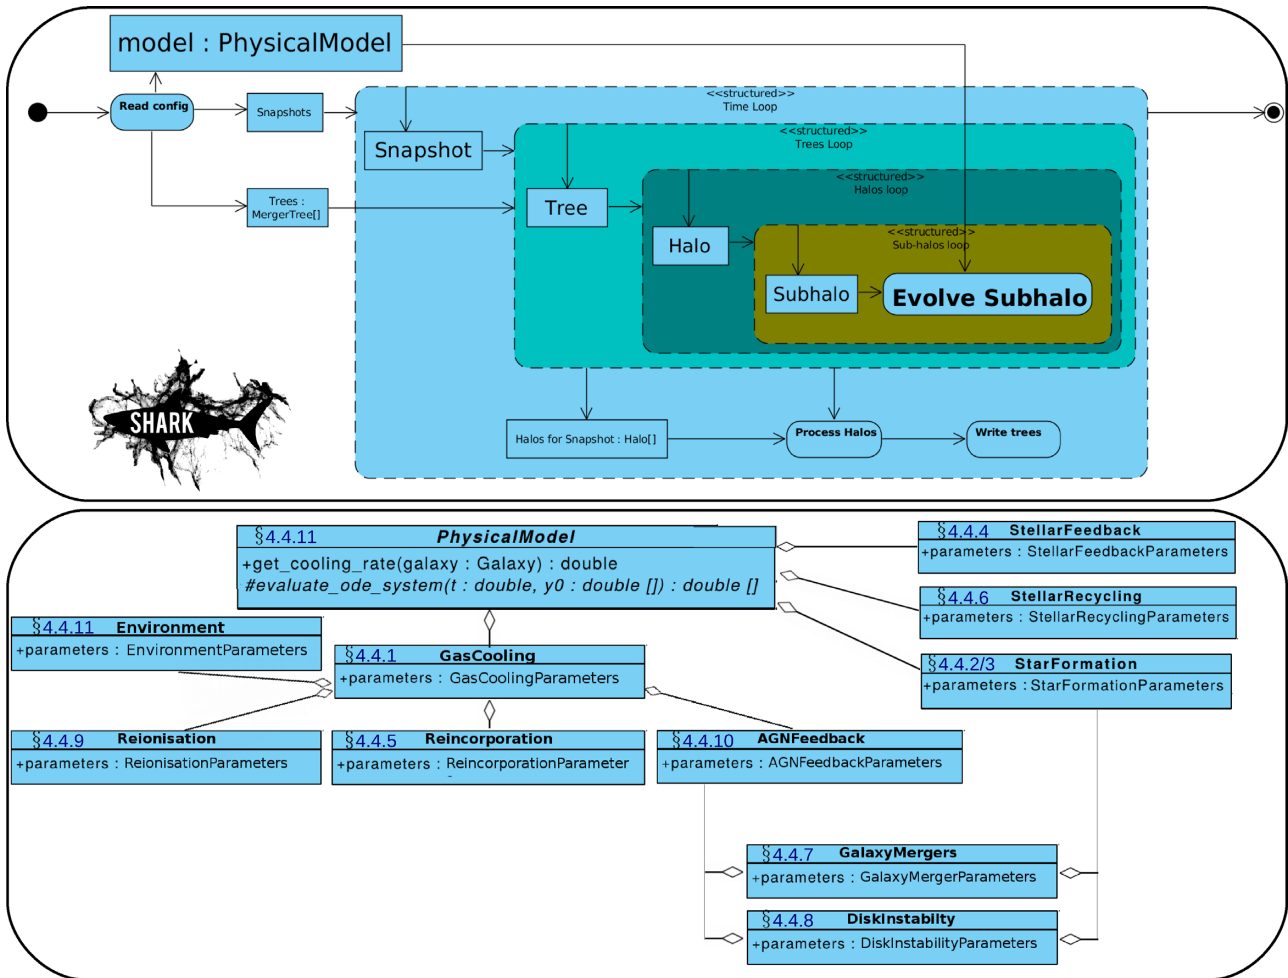 model : PhysicalModel
<<structured>>
Time Loop
Read config
Snapshots
<<structured>>
Trees Loop
Snapshot
<<structured>>
Halos loop
Trees :
MergerTree[]
Tree
<<structured>>
Sub-halos loop
Halo
Subhalo
Evolve Subhalo
SHARK
Halos for Snapshot : Halo[]
Process Halos
Write trees
§4.4.11 PhysicalModel
+get_cooling_rate(galaxy : Galaxy) : double
#evaluate_ode_system(t : double, y0 : double []) : double []
§4.4.4 StellarFeedback
+parameters : StellarFeedbackParameters
§4.4.6 StellarRecycling
+parameters : StellarRecyclingParameters
§4.4.11 Environment
+parameters : EnvironmentParameters
§4.4.1 GasCooling
+parameters : GasCoolingParameters
§4.4.2/3 StarFormation
+parameters : StarFormationParameters
§4.4.9 Reionisation
+parameters : ReionisationParameters
§4.4.5 Reincorporation
+parameters : ReincorporationParameter
§4.4.10 AGNFeedback
+parameters : AGNFeedbackParameters
§4.4.7 GalaxyMergers
+parameters : GalaxyMergerParameters
§4.4.8 DiskInstabilty
+parameters : DiskInstabilityParameters